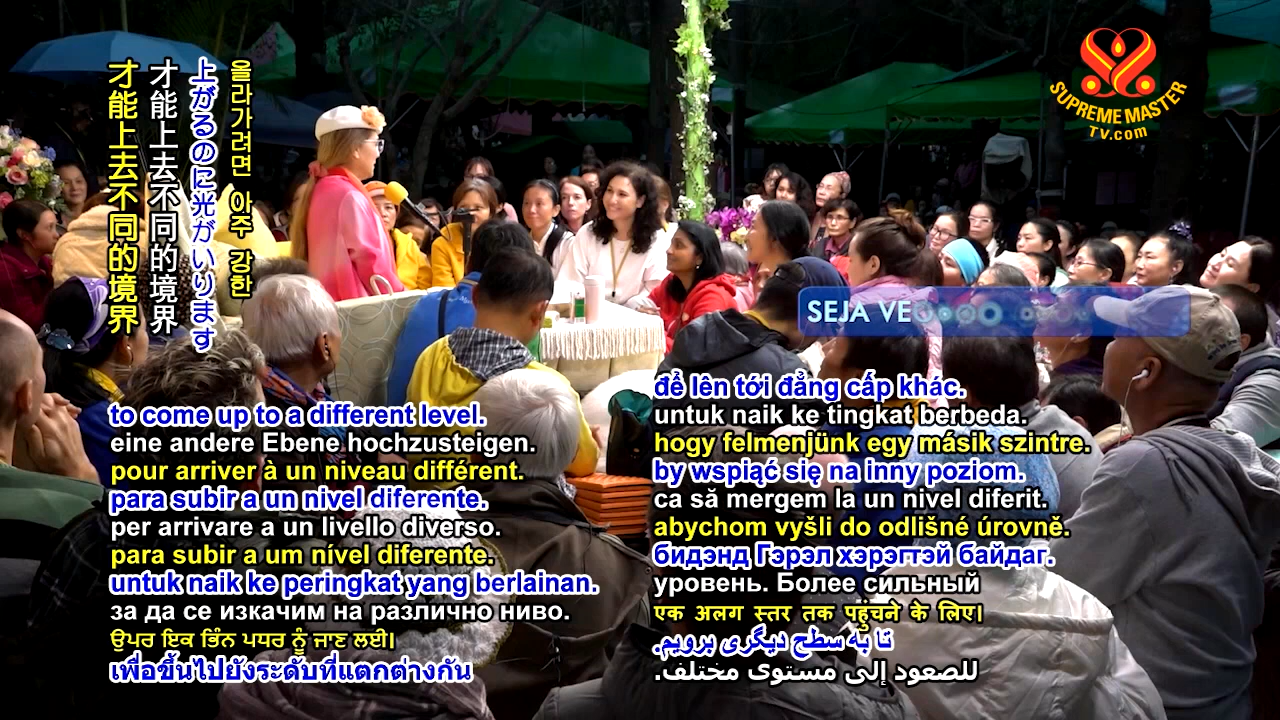 올라가려면 아주 강한
上がるのに光がいります
才能上去不同的境界
才能上去不同的境界
SUPREME MASTER
TV.com
SEJA VE
to come up to a different level.
eine andere Ebene hochzusteigen.
pour arriver à un niveau différent.
para subir a un nivel diferente.
per arrivare a un livello diverso.
para subir a um nível diferente.
untuk naik ke peringkat yang berlainan.
за да се изкачим на различно ниво.
ਉਪਰ ਇਕ ਭਿੰਨ ਪਧਰ ਨੂੰ ਜਾਣ ਲਈ।
เพื่อขึ้นไปยังระดับที่แตกต่างกัน
để lên tới đẳng cấp khác.
untuk naik ke tingkat berbeda.
hogy felmenjünk egy másik szintre.
by wspiąć się na inny poziom.
ca să mergem la un nivel diferit.
abychom vyšli do odlišné úrovně.
бидэнд Гэрэл хэрэгтэй байдаг.
уровень. Более сильный
एक अलग स्तर तक पहुंचने के लिए।
تا به سطح دیگری برویم.
للصعود إلى مستوى مختلف.